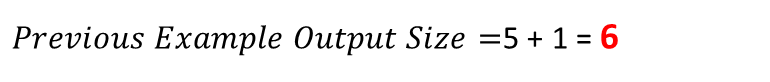 Previous Example Output Size =5 + 1 = 6